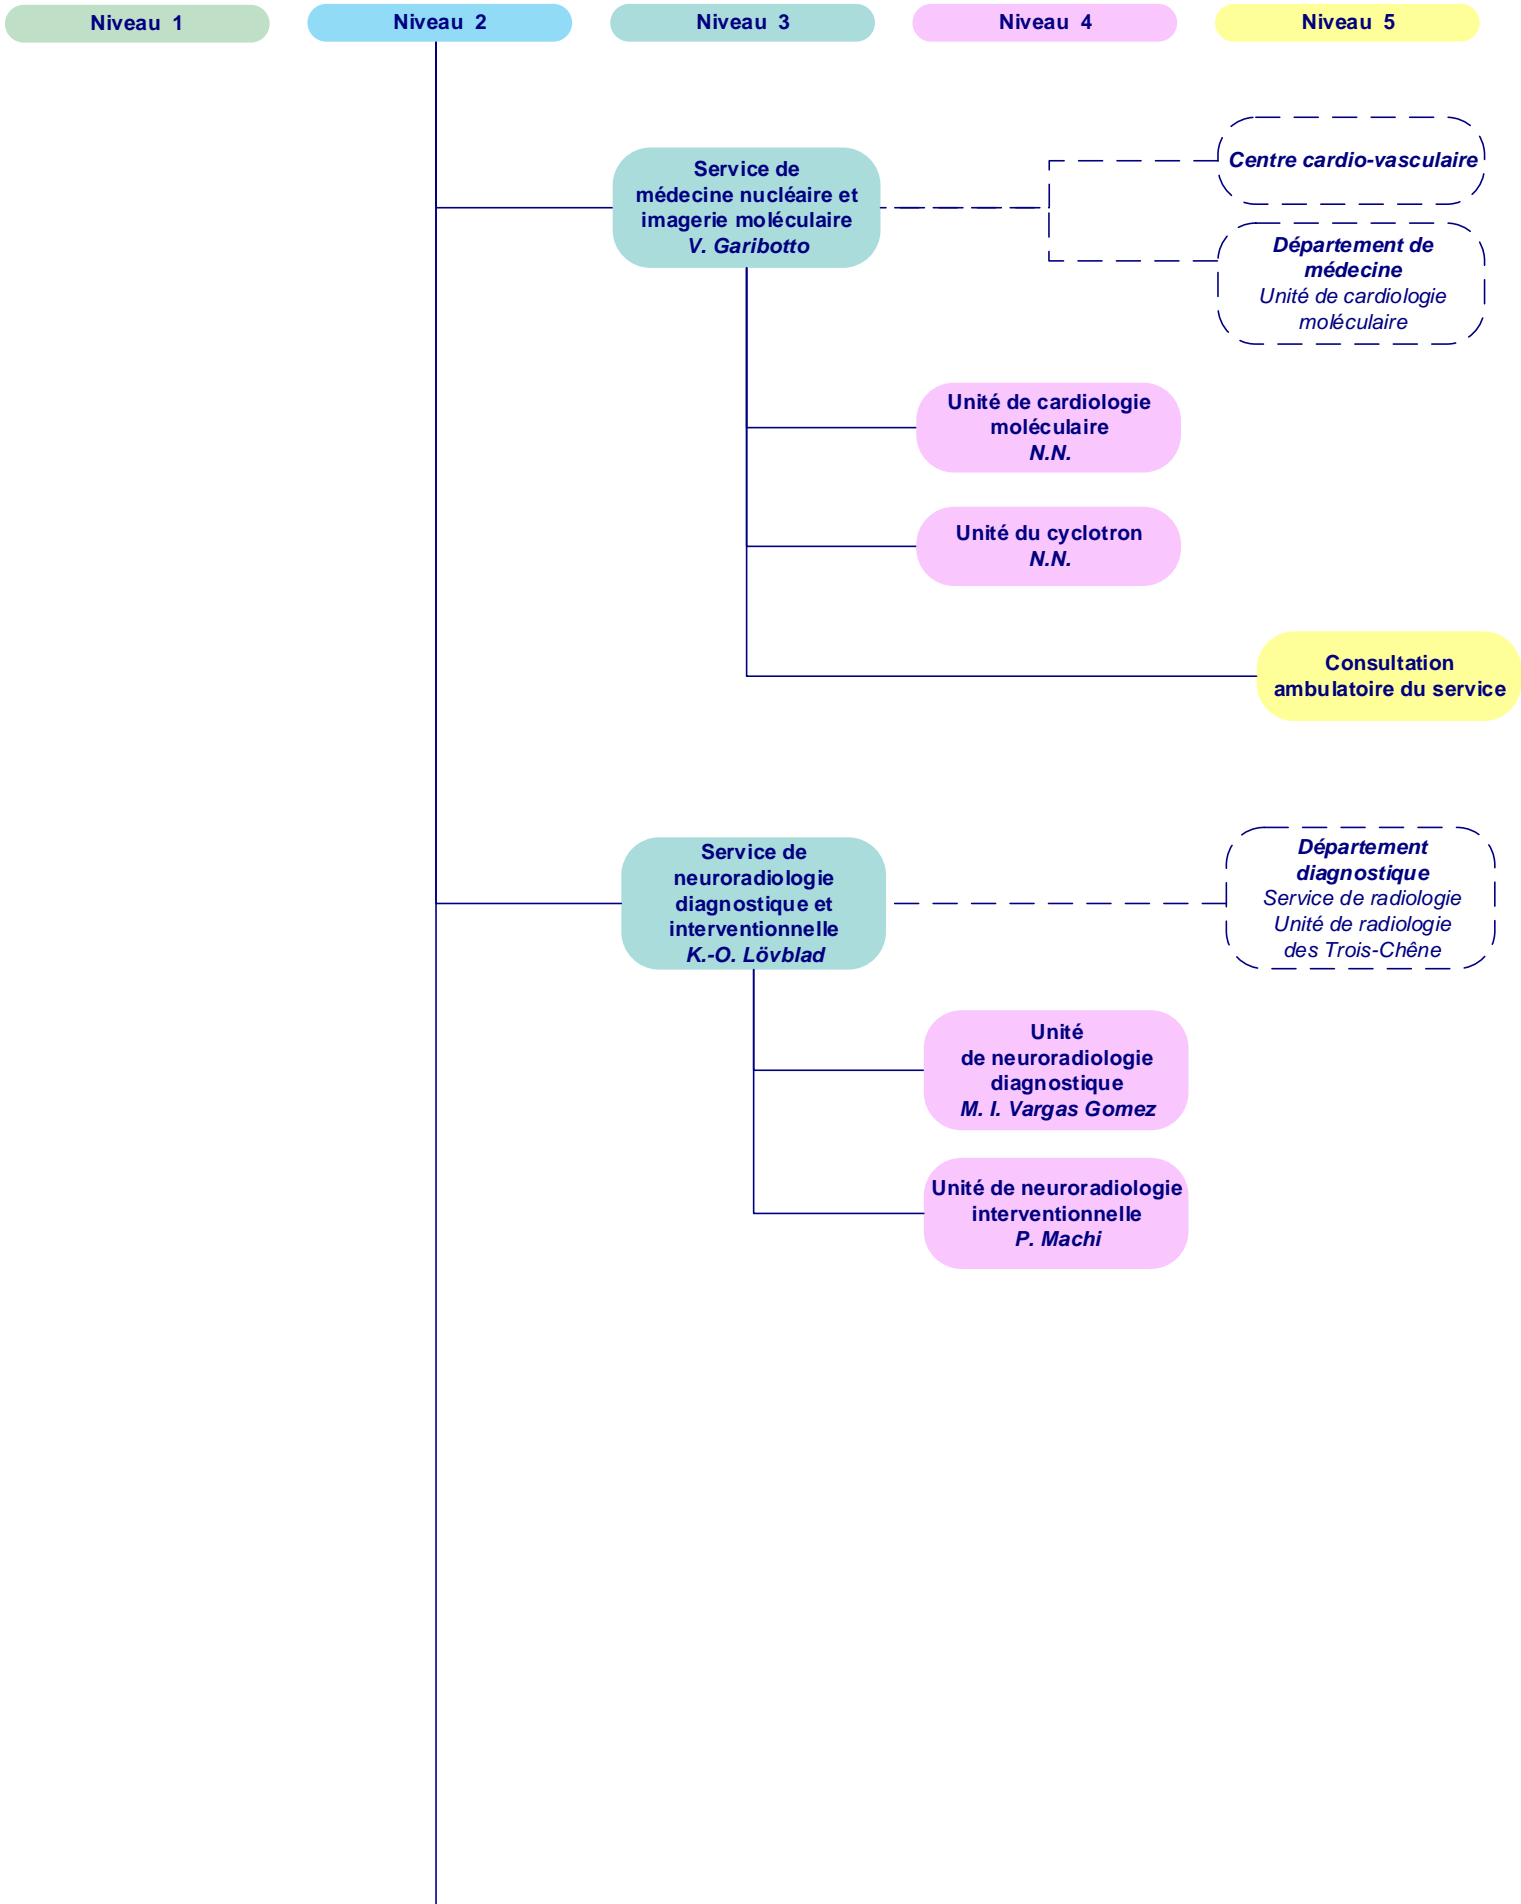 Niveau 1
Niveau 2
Niveau 3
Niveau 4
Niveau 5
Service de
médecine nucléaire et
imagerie moléculaire
V. Garibotto
Centre cardio-vasculaire
Département de
médecine
Unité de cardiologie
moléculaire
Unité de cardiologie
moléculaire
N.N.
Unité du cyclotron
N.N.
Consultation
ambulatoire du service
Service de
neuroradiologie
diagnostique et
interventionnelle
K.-O. Lövblad
Département
diagnostique
Service de radiologie
Unité de radiologie
des Trois-Chêne
Unité
de neuroradiologie
diagnostique
M. I. Vargas Gomez
Unité de neuroradiologie
interventionnelle
P. Machi